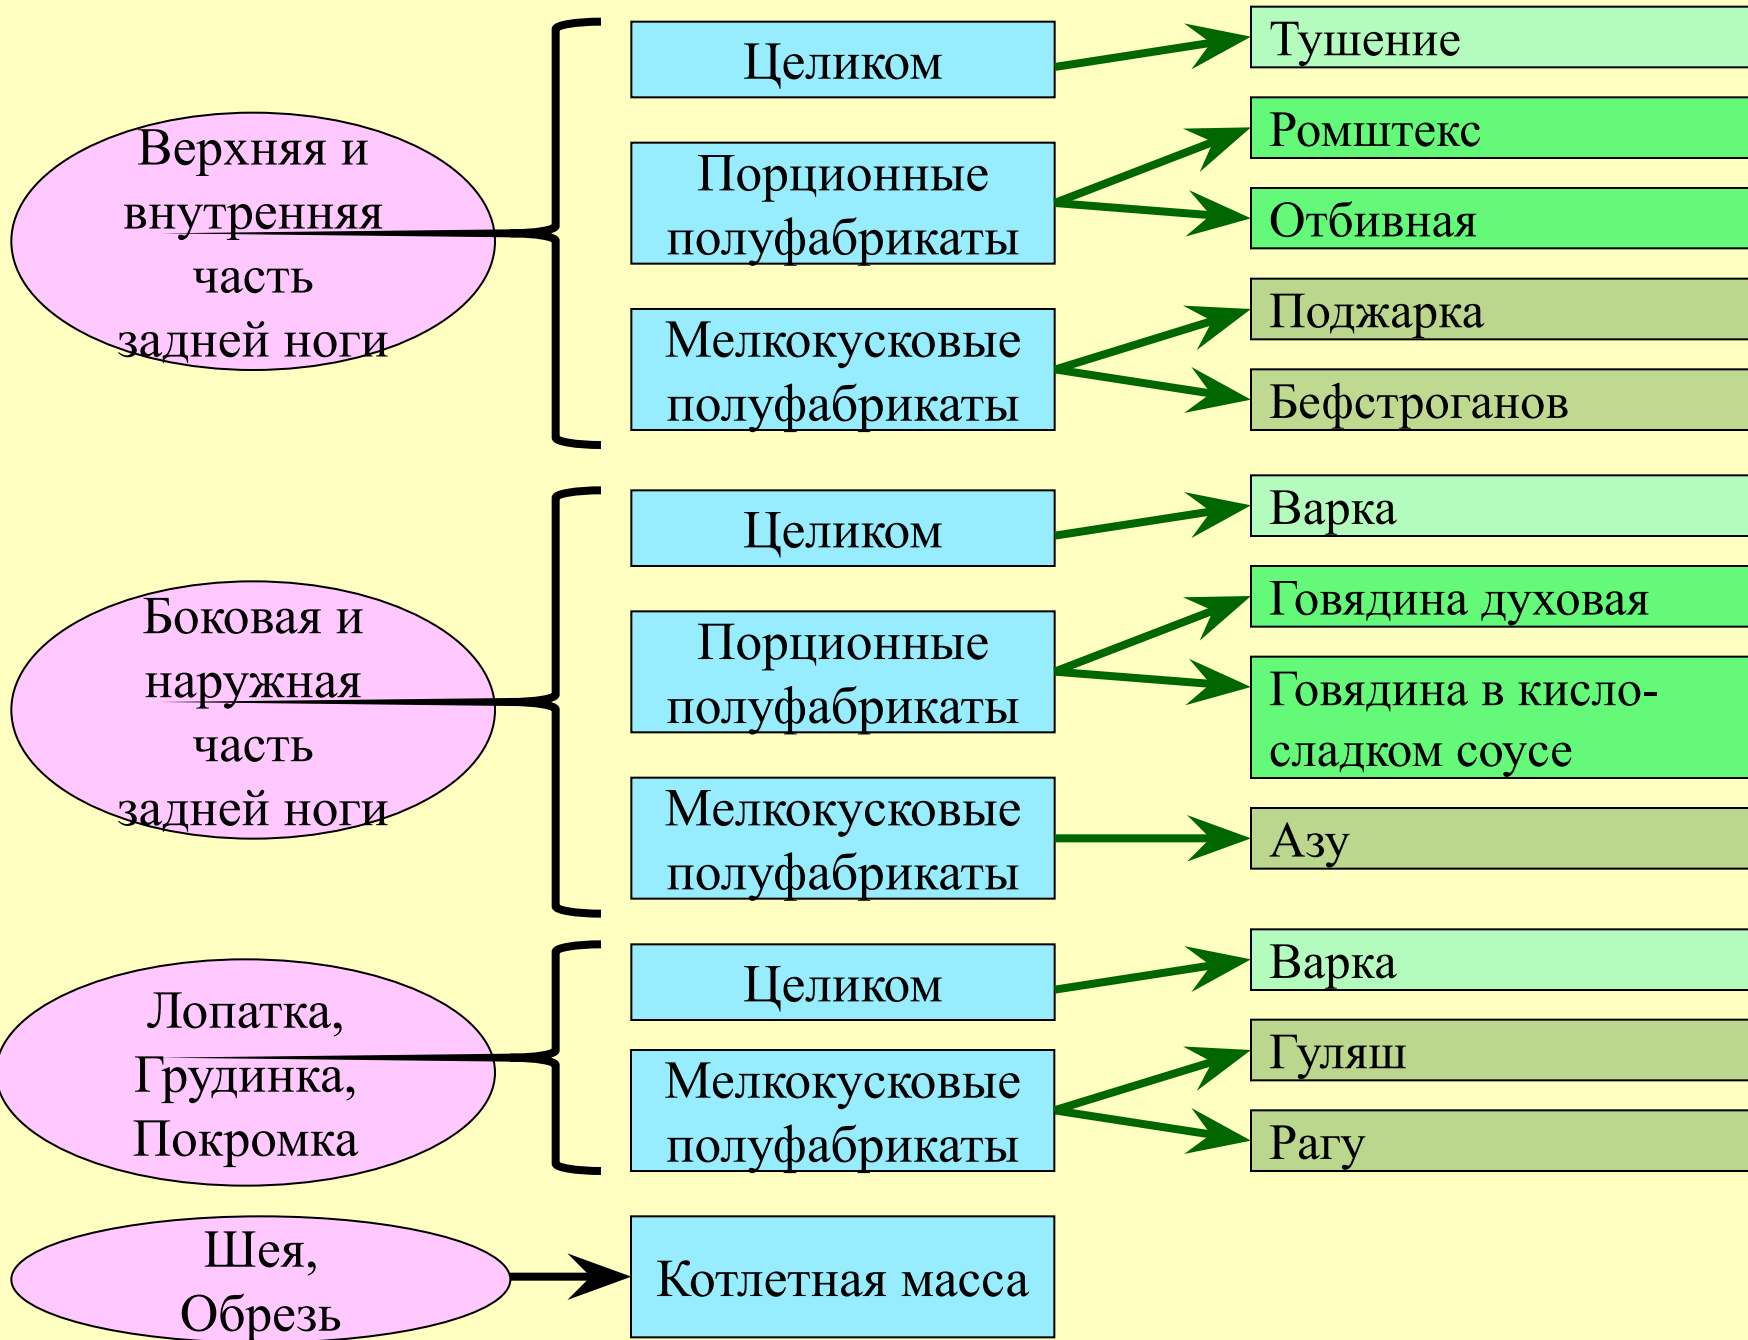 Верхняя и
внутренняя
часть
задней ноги
Целиком
Тушение
Порционные
полуфабрикаты
Ромштекс
Отбивная
Мелкокусковые
полуфабрикаты
Поджарка
Бефстроганов
Боковая и
наружная
часть
задней ноги
Целиком
Варка
Порционные
полуфабрикаты
Говядина духовая
Говядина в кисло-
сладком соусе
Мелкокусковые
полуфабрикаты
Азу
Лопатка,
Грудинка,
Покромка
Целиком
Варка
Мелкокусковые
полуфабрикаты
Гуляш
Рагу
Шея,
Обрезь
Котлетная масса